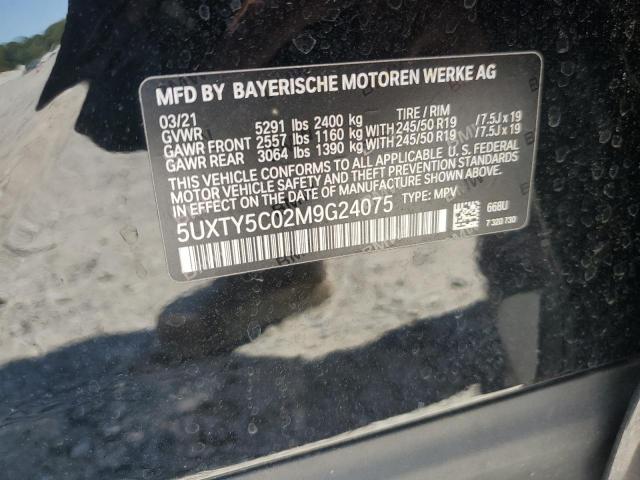 MFD BY BAYERISCHE MOTOREN WERKE AG
03/21 TIRE / RIM
GVWR 5291 lbs 2400 kg
GAWR FRONT 2557 lbs 1160 kg WITH 245/50 R19 /7.5J x 19
GAWR REAR 3064 lbs 1390 kg WITH 245/50 R19 /7.5J x 19
THIS VEHICLE CONFORMS TO ALL APPLICABLE U.S. FEDERAL
MOTOR VEHICLE SAFETY AND THEFT PREVENTION STANDARDS
IN EFFECT ON THE DATE OF MANUFACTURE SHOWN ABOVE.
5UXTY5C02M9G24075 TYPE: MPV
668U
7 320 730